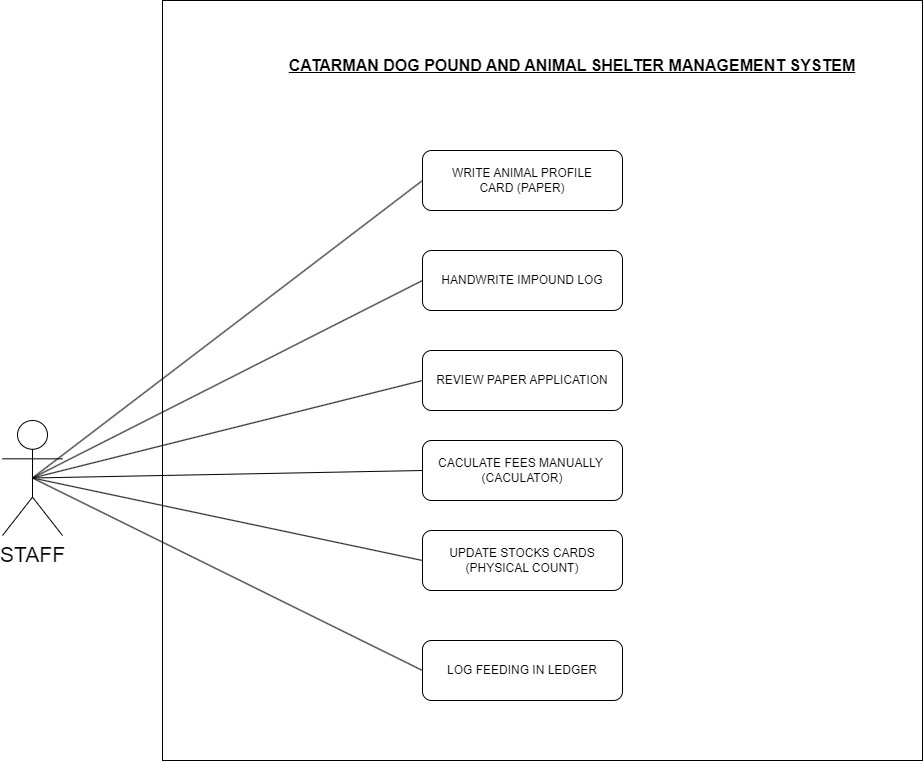 CATARMAN DOG POUND AND ANIMAL SHELTER MANAGEMENT SYSTEM
WRITE ANIMAL PROFILE
CARD (PAPER)
HANDWRITE IMPOUND LOG
REVIEW PAPER APPLICATION
CACULATE FEES MANUALLY
(CACULATOR)
UPDATE STOCKS CARDS
(PHYSICAL COUNT)
STAFF
LOG FEEDING IN LEDGER